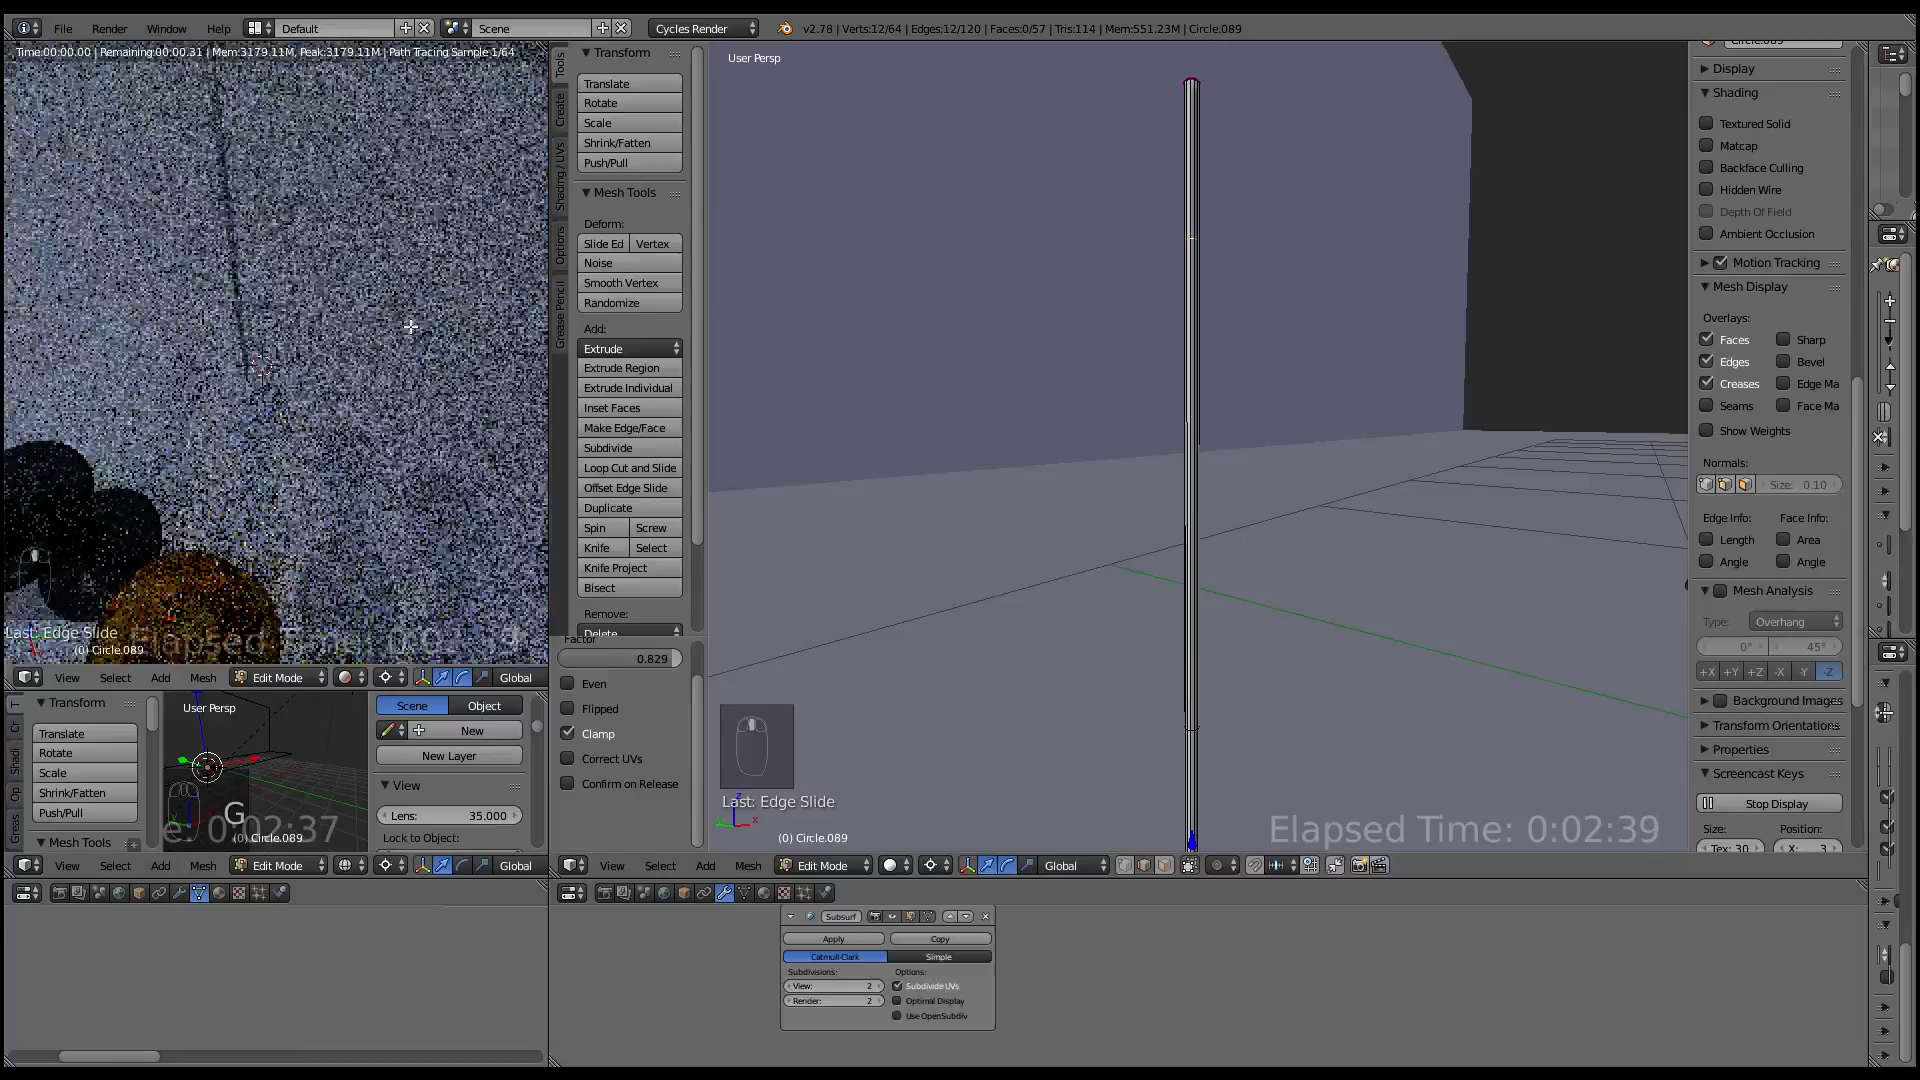 File Render Window Help Default Scene Cycles Render v2.78 | Verts:12/64 | Edges:12/120 | Faces:0/57 | Tris:114 | Mem:551.23M | Circle.089
Time:00:00.00 | Remaining:00:00.31 | Mem:3179.11M, Peak:3179.11M | Path Tracing Sample 1/64
Last: Edge Slide
(0) Circle.089
View Select Add Mesh Edit Mode Global
Tools
Create
Shading / UVs
Options
Grease Pencil
Transform
Translate
Rotate
Scale
Shrink/Fatten
Push/Pull
Mesh Tools
Deform:
Slide Ed Vertex
Noise
Smooth Vertex
Randomize
Add:
Extrude
Extrude Region
Extrude Individual
Inset Faces
Make Edge/Face
Subdivide
Loop Cut and Slide
Offset Edge Slide
Duplicate
Spin Screw
Knife Select
Knife Project
Bisect
Remove:
Delete
Factor
0.829
Even
Flipped
Clamp
Correct UVs
Confirm on Release
User Persp
Last: Edge Slide
(0) Circle.089
Elapsed Time: 0:02:39
View Select Add Mesh Edit Mode Global
Circle.089
Display
Shading
Textured Solid
Matcap
Backface Culling
Hidden Wire
Depth Of Field
Ambient Occlusion
Motion Tracking
Mesh Display
Overlays:
Faces Sharp
Edges Bevel
Creases Edge Ma
Seams Face Ma
Show Weights
Normals:
Size: 0.10
Edge Info: Face Info:
Length Area
Angle Angle
Mesh Analysis
Type: Overhang
0° 45°
+X +Y +Z -X -Y -Z
Background Images
Transform Orientations
Properties
Screencast Keys
Stop Display
Size: Position:
Tex: 30 X: 3
Transform
Translate
Rotate
Scale
Shrink/Fatten
Push/Pull
Mesh Tools
User Persp
G
e: 0:02:37
(0) Circle.089
Scene Object
New
New Layer
View
Lens: 35.000
Lock to Object:
View Select Add Mesh Edit Mode Global
Subsurf
Apply Copy
Catmull-Clark Simple
Subdivisions: Options:
View: 2 Subdivide UVs
Render: 2 Optimal Display
Use OpenSubdiv